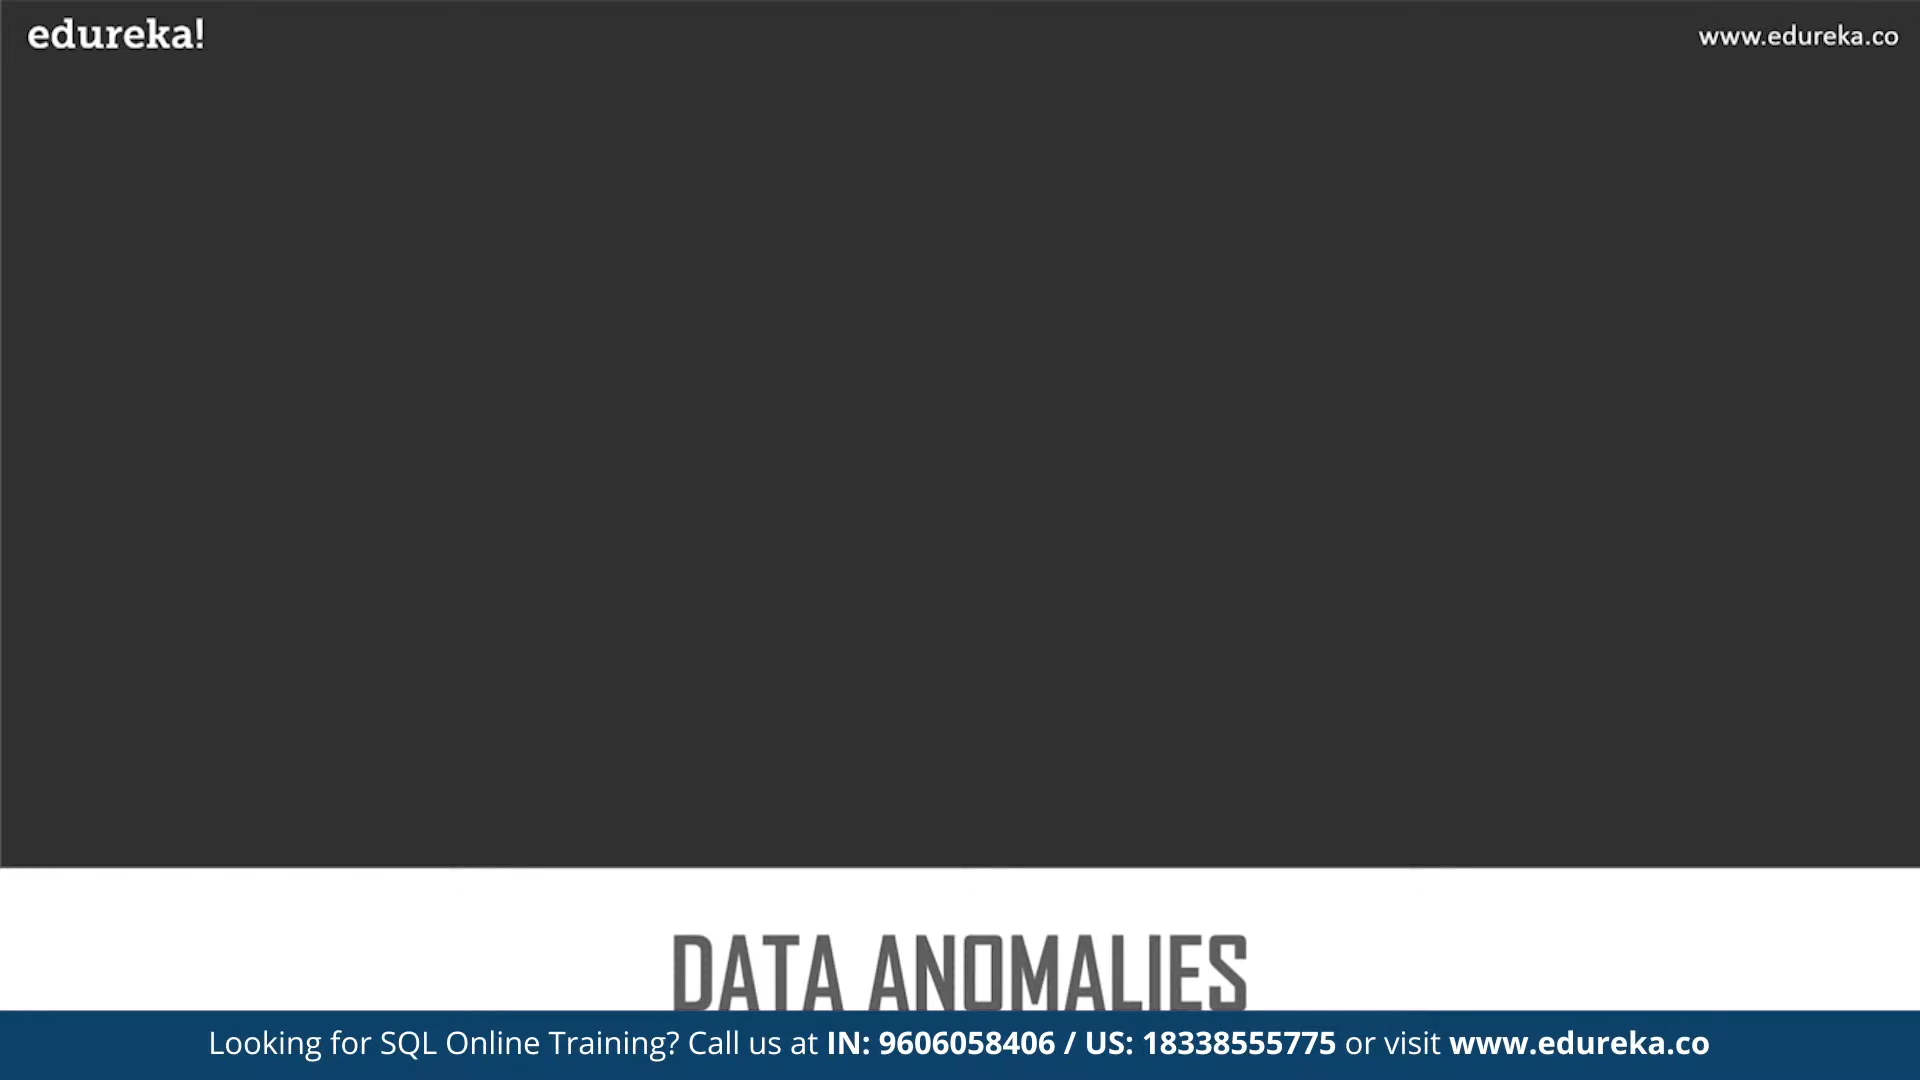 edureka!
www.edureka.co
DATA ANOMALIES
Looking for SQL Online Training? Call us at IN: 9606058406 / US: 18338555775 or visit www.edureka.co